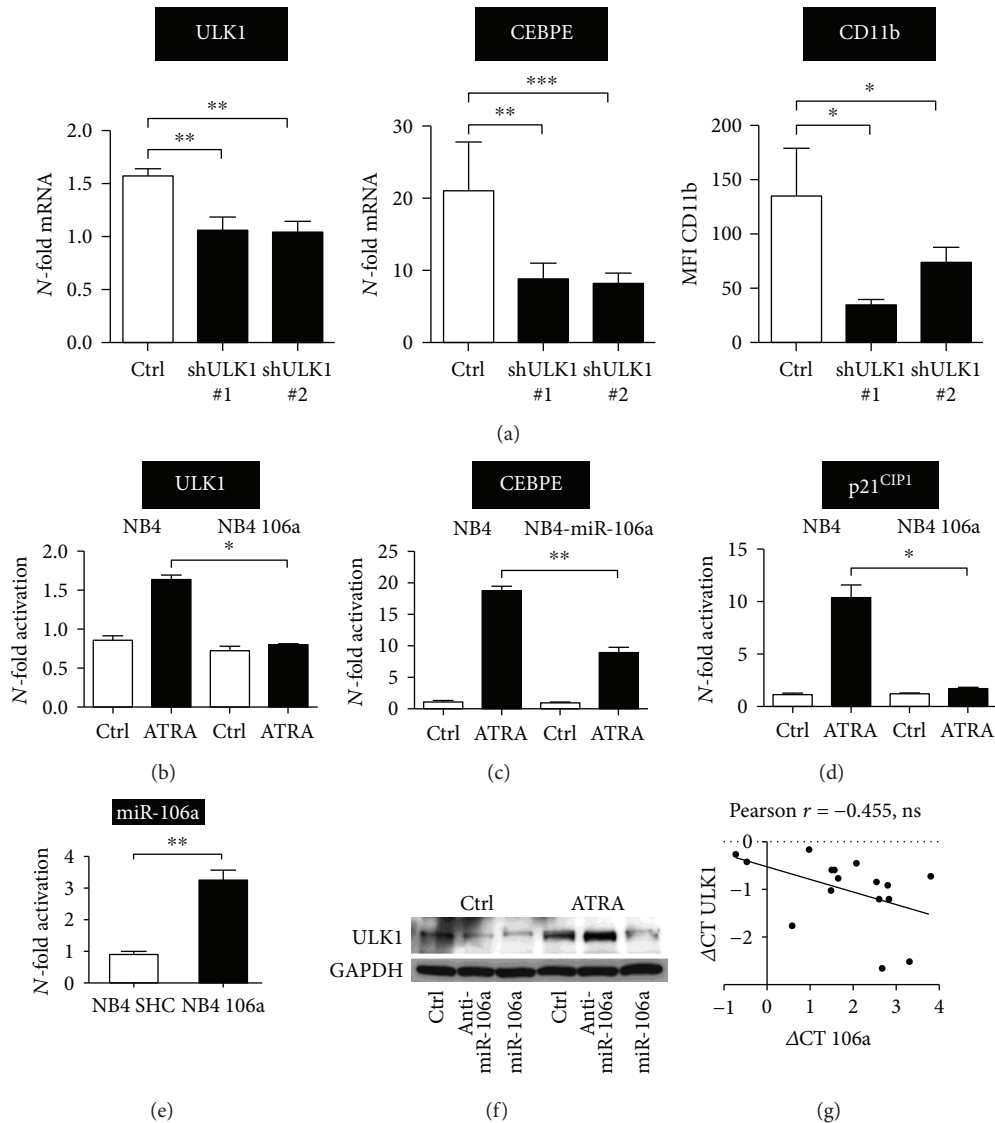 ULK1
CEBPE
CD11b
**
**
***
**
*
*
N-fold mRNA
2.0
1.5
1.0
0.5
0.0
N-fold mRNA
30
20
10
0
MFI CD11b
200
150
100
50
0
Ctrl shULK1 shULK1
#1 #2
Ctrl shULK1 shULK1
#1 #2
Ctrl shULK1 shULK1
#1 #2
(a)
ULK1
NB4 NB4 106a
*
N-fold activation
2.0
1.5
1.0
0.5
0.0
Ctrl ATRA Ctrl ATRA
(b)
CEBPE
NB4 NB4-miR-106a
**
N-fold activation
25
20
15
10
5
0
Ctrl ATRA Ctrl ATRA
(c)
p21CIP1
NB4 NB4 106a
*
N-fold activation
15
10
5
0
Ctrl ATRA Ctrl ATRA
(d)
miR-106a
**
N-fold activation
4
3
2
1
0
NB4 SHC NB4 106a
(e)
Ctrl ATRA
ULK1
GAPDH
Ctrl
Anti-
miR-106a
miR-106a
Ctrl
Anti-
miR-106a
miR-106a
(f)
Pearson r = −0.455, ns
ΔCT ULK1
0
−1
−2
−1 0 1 2 3 4
ΔCT 106a
(g)